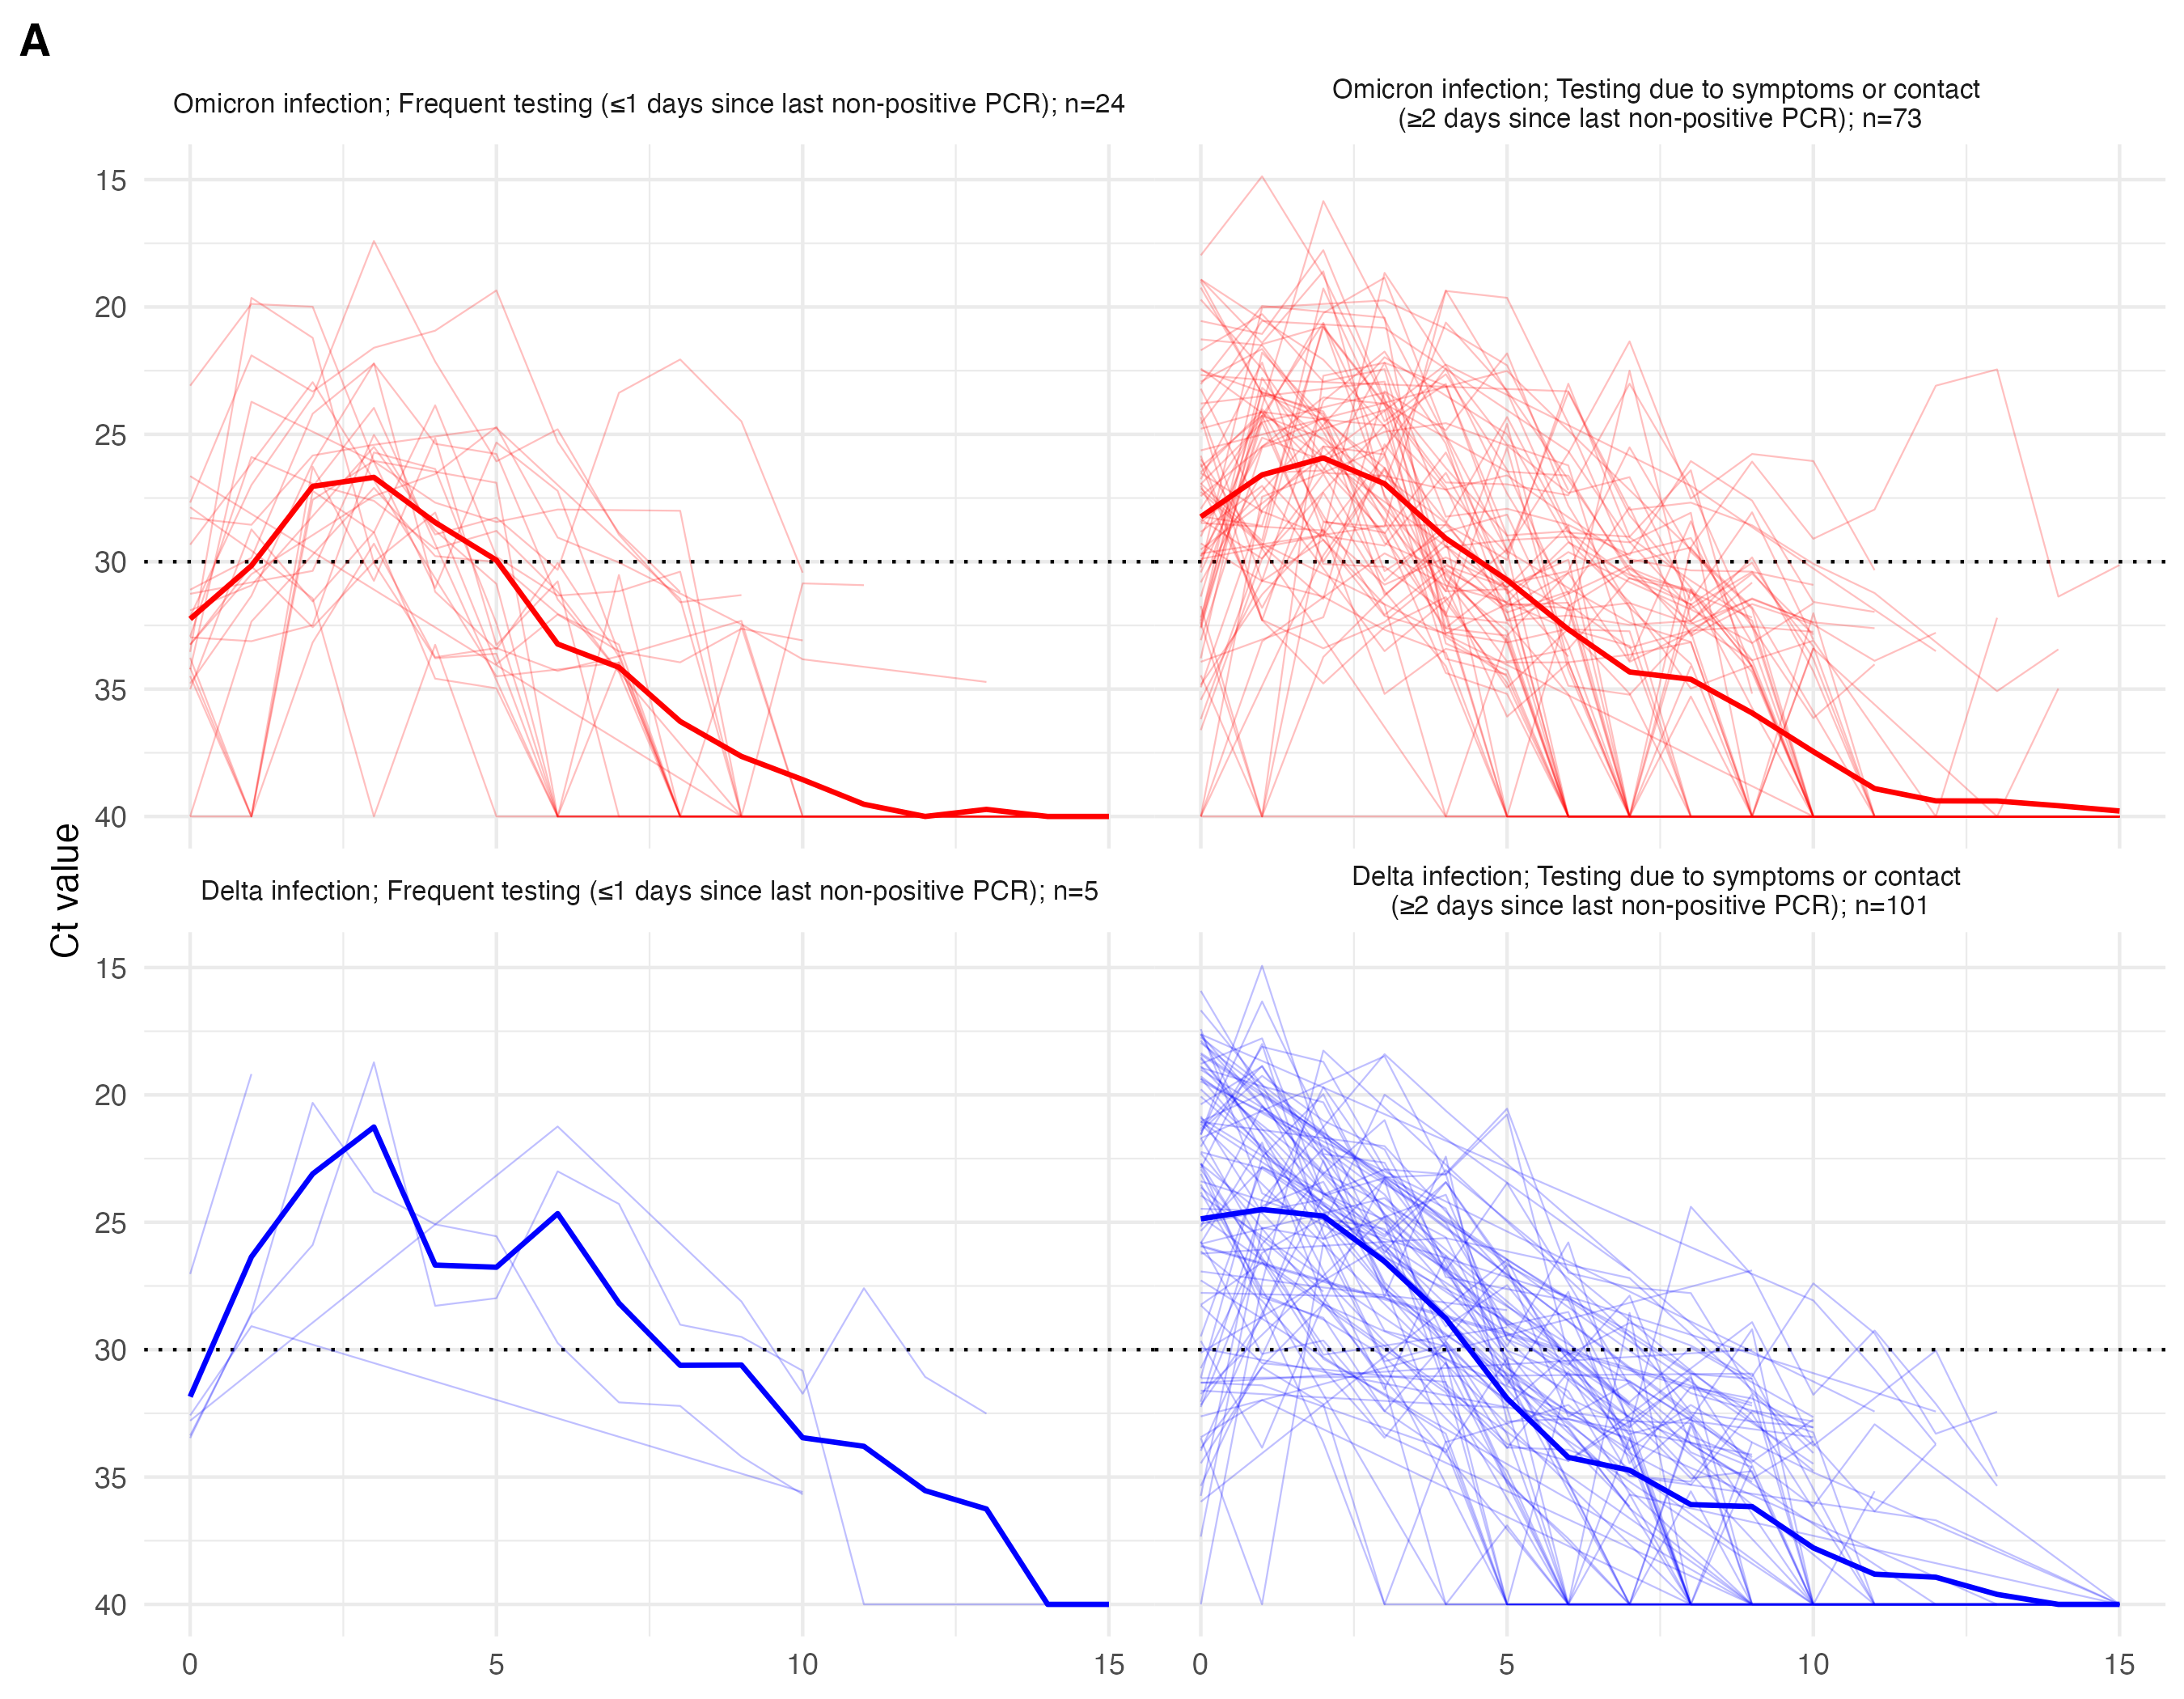 A
Omicron infection; Frequent testing (≤1 days since last non-positive PCR); n=24
Omicron infection; Testing due to symptoms or contact
(≥2 days since last non-positive PCR); n=73
15
20
25
30
35
40
Ct value
Delta infection; Frequent testing (≤1 days since last non-positive PCR); n=5
Delta infection; Testing due to symptoms or contact
(≥2 days since last non-positive PCR); n=101
15
20
25
30
35
40
0 5 10 15 0 5 10 15